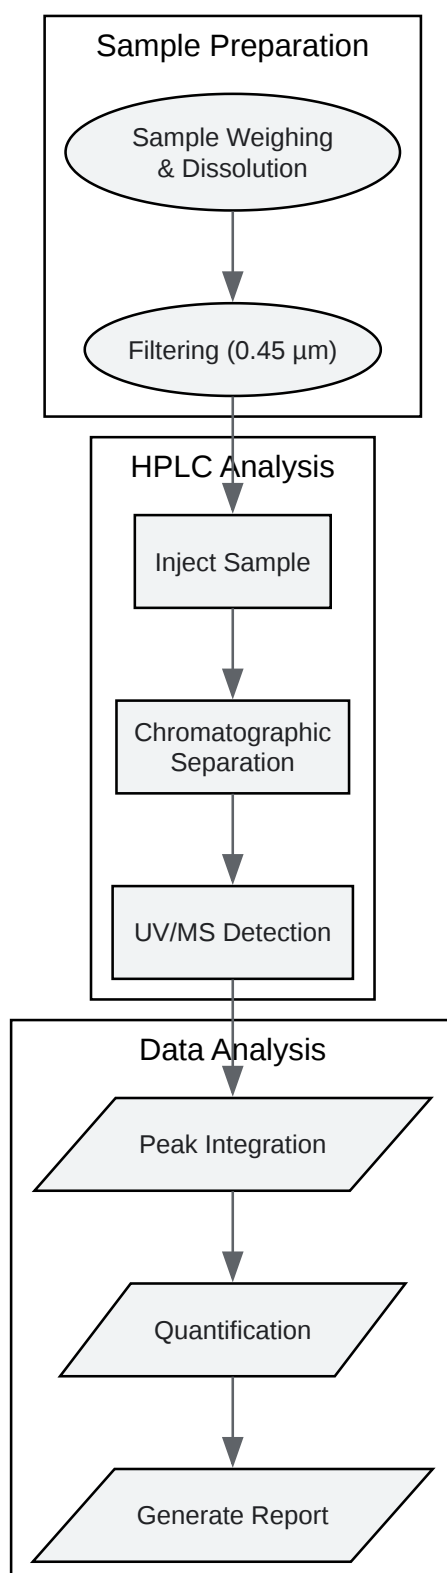 Sample Preparation
Sample Weighing
& Dissolution
Filtering (0.45 µm)
HPLC Analysis
Inject Sample
Chromatographic
Separation
UV/MS Detection
Data Analysis
Peak Integration
Quantification
Generate Report